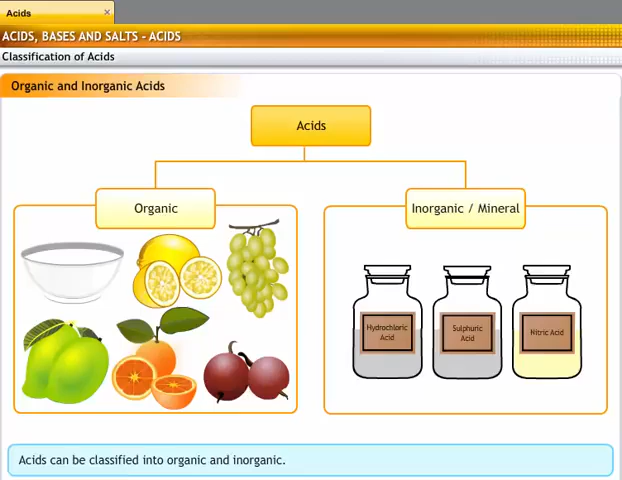 Acids
ACIDS, BASES AND SALTS - ACIDS
Classification of Acids
Organic and Inorganic Acids
Acids
Organic
Inorganic / Mineral
Hydrochloric
Acid
Sulphuric
Acid
Nitric Acid
Acids can be classified into organic and inorganic.